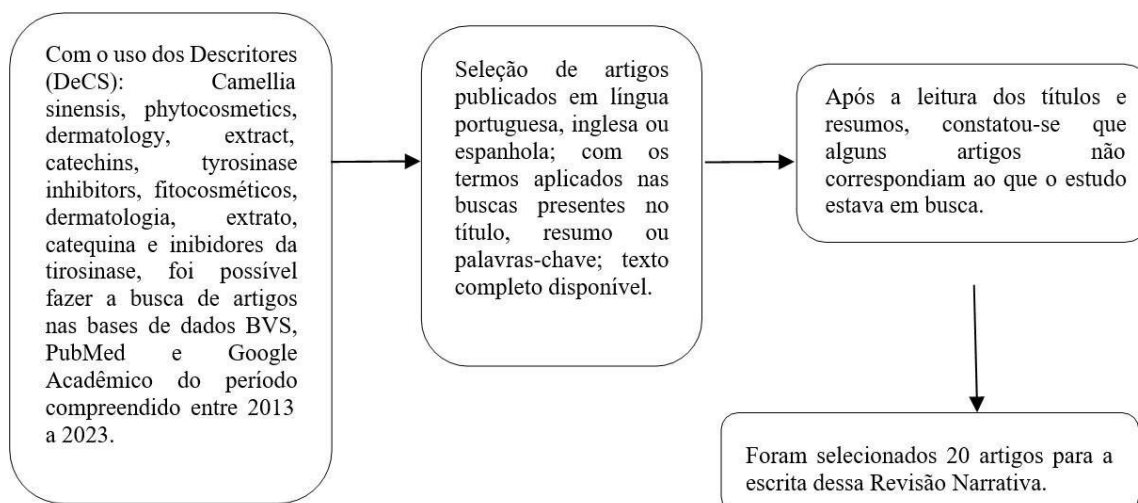 Com o uso dos Descritores
(DeCS): Camellia
sinensis, phytocosmetics,
dermatology, extract,
catechins, tyrosinase
inhibitors, fitocosméticos,
dermatologia, extrato,
catequina e inibidores da
tirosinase, foi possível
fazer a busca de artigos
nas bases de dados BVS,
PubMed e Google
Acadêmico do período
compreendido entre 2013
a 2023.
Seleção de artigos
publicados em língua
portuguesa, inglesa ou
espanhola; com os
termos aplicados nas
buscas presentes no
título, resumo ou
palavras-chave; texto
completo disponível.
Após a leitura dos títulos e
resumos, constatou-se que
alguns artigos não
correspondiam ao que o estudo
estava em busca.
Foram selecionados 20 artigos para a
escrita dessa Revisão Narrativa.